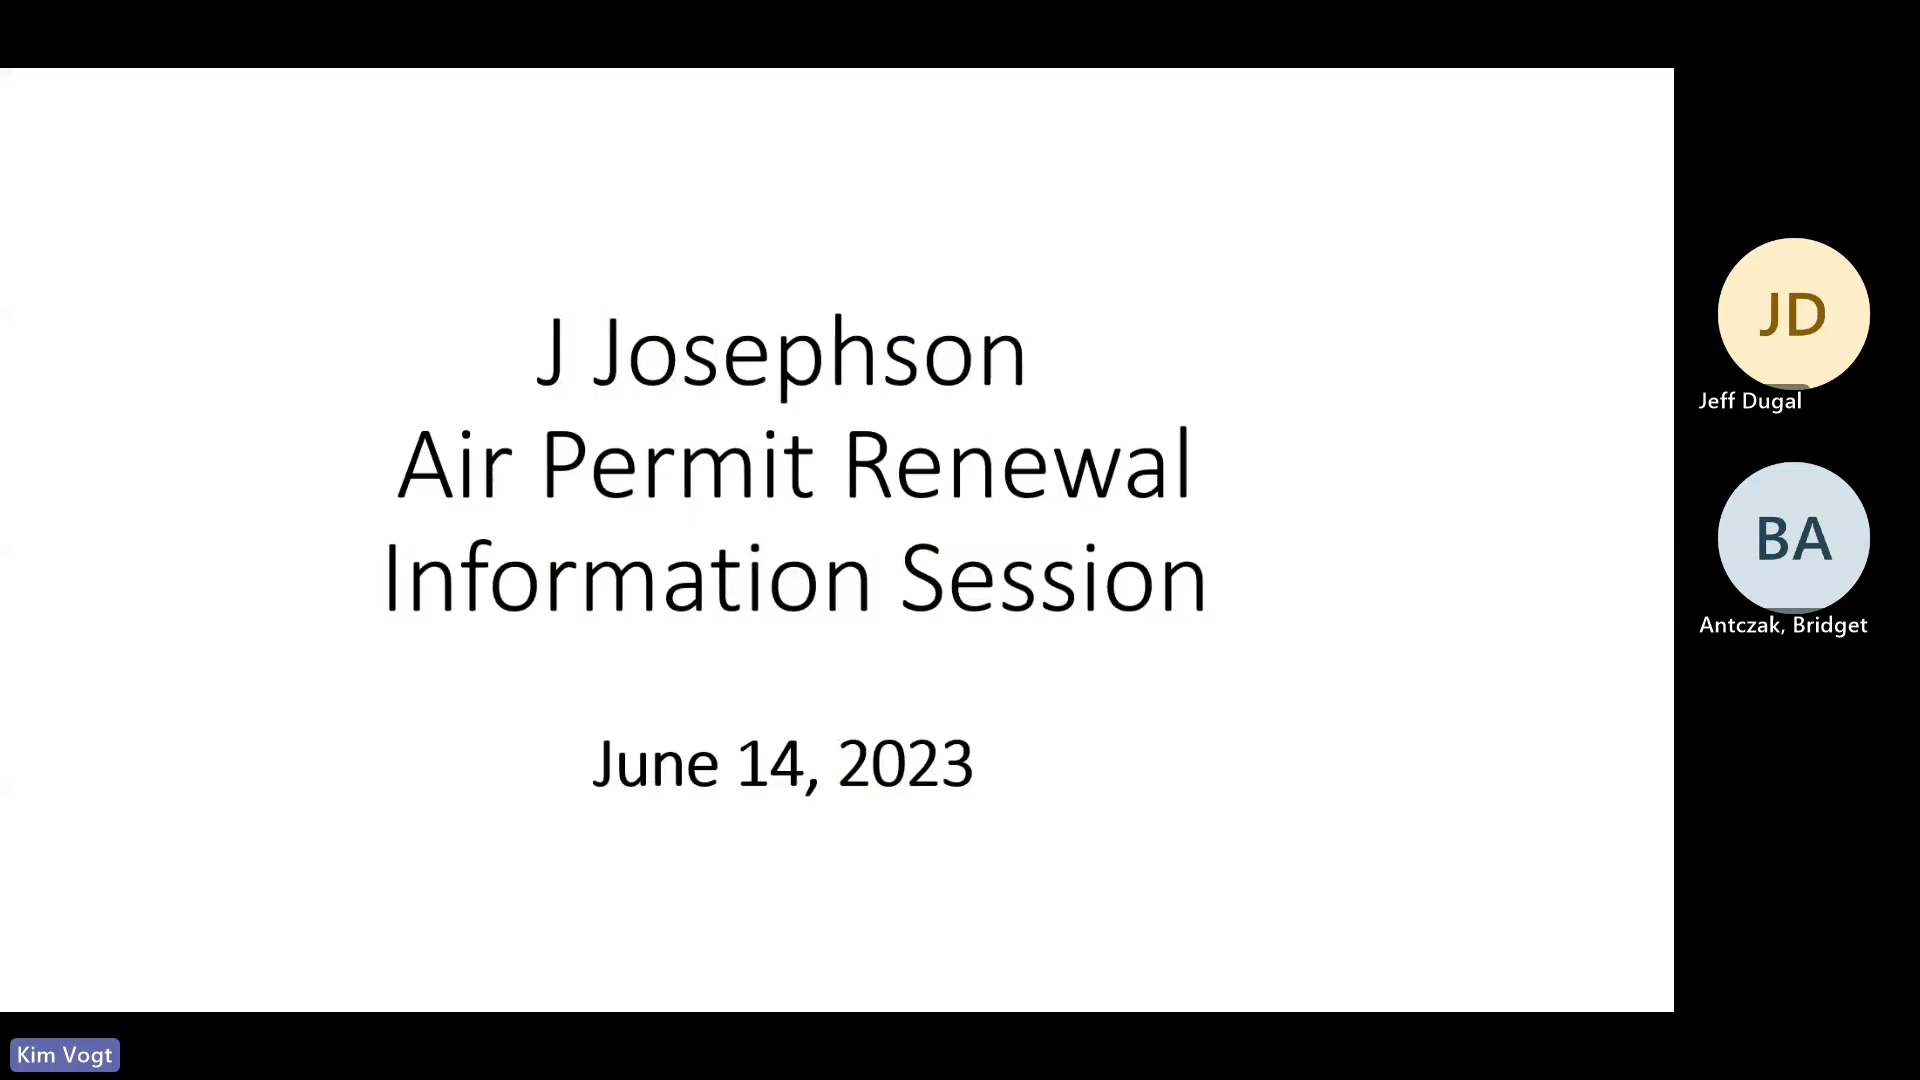 J Josephson
Air Permit Renewal
Information Session
June 14, 2023
JD
Jeff Dugal
BA
Antczak, Bridget
Kim Vogt